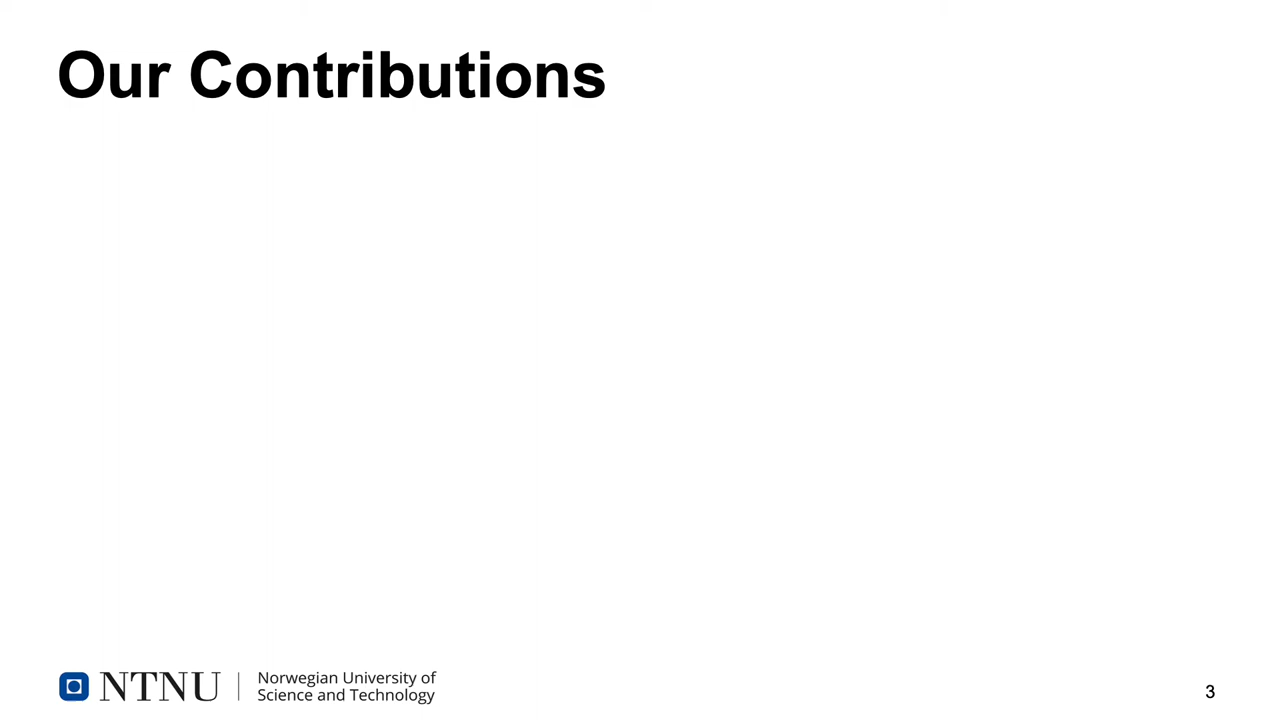 Our Contributions
NTNU
Norwegian University of
Science and Technology
3